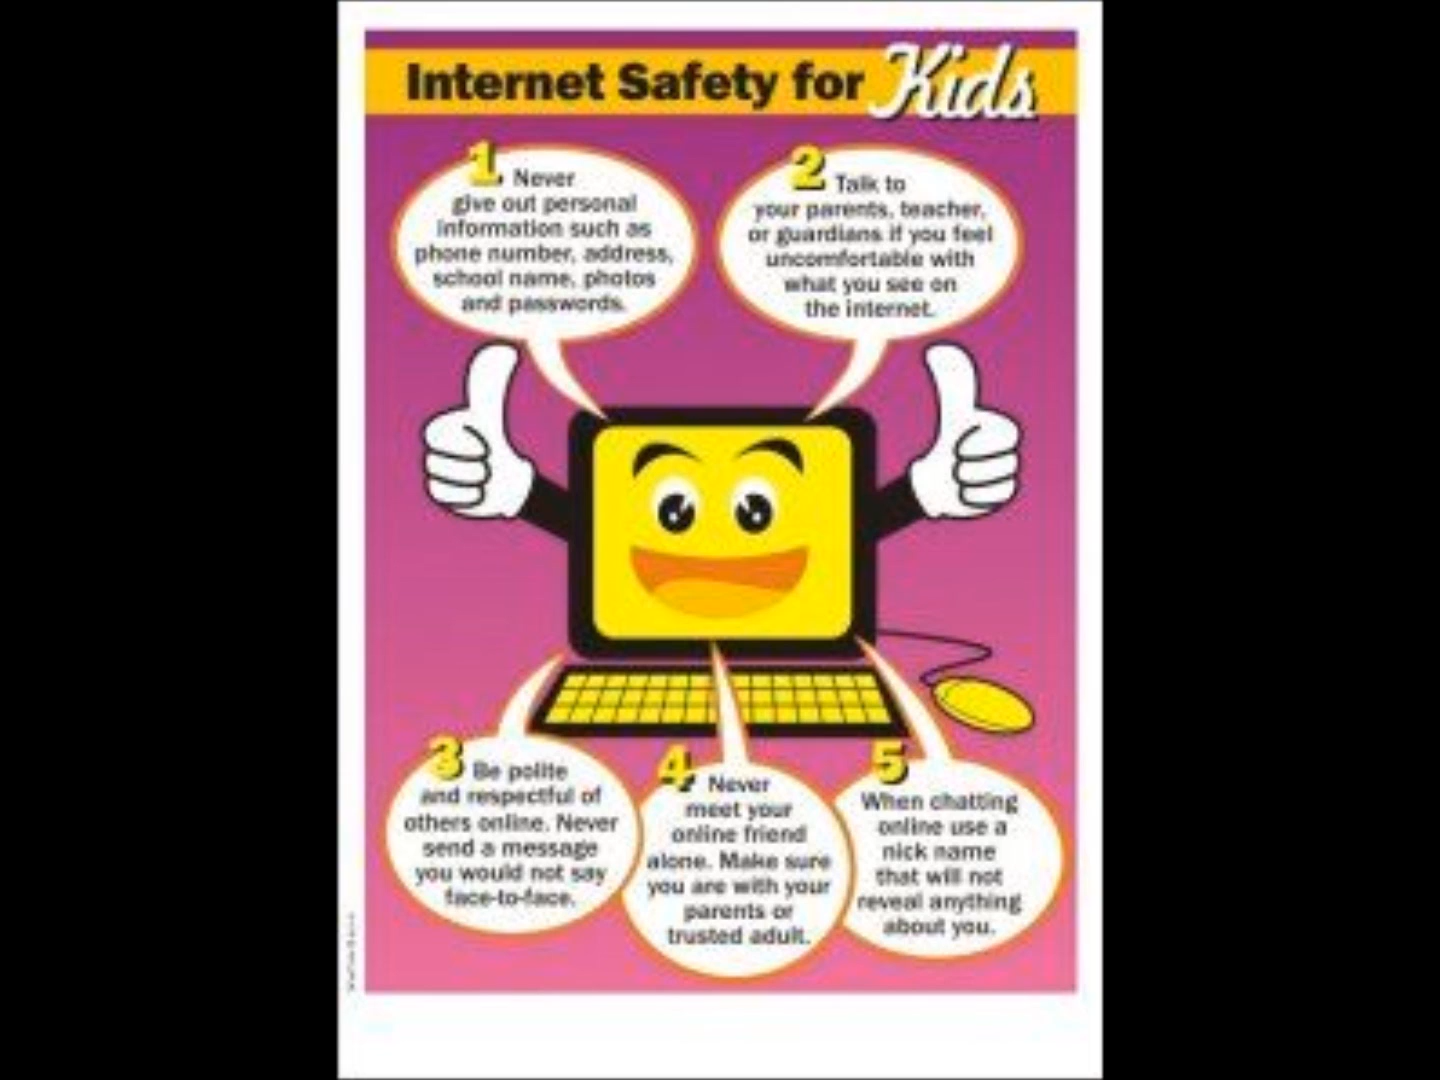 Internet Safety for Kids
1 Never
give out personal
information such as
phone number, address,
school name, photos
and passwords.
2 Talk to
your parents, teacher,
or guardians if you feel
uncomfortable with
what you see on
the internet.
3 Be polite
and respectful of
others online. Never
send a message
you would not say
face-to-face.
4 Never
meet your
online friend
alone. Make sure
you are with your
parents or
trusted adult.
5
When chatting
online use a
nick name
that will not
reveal anything
about you.